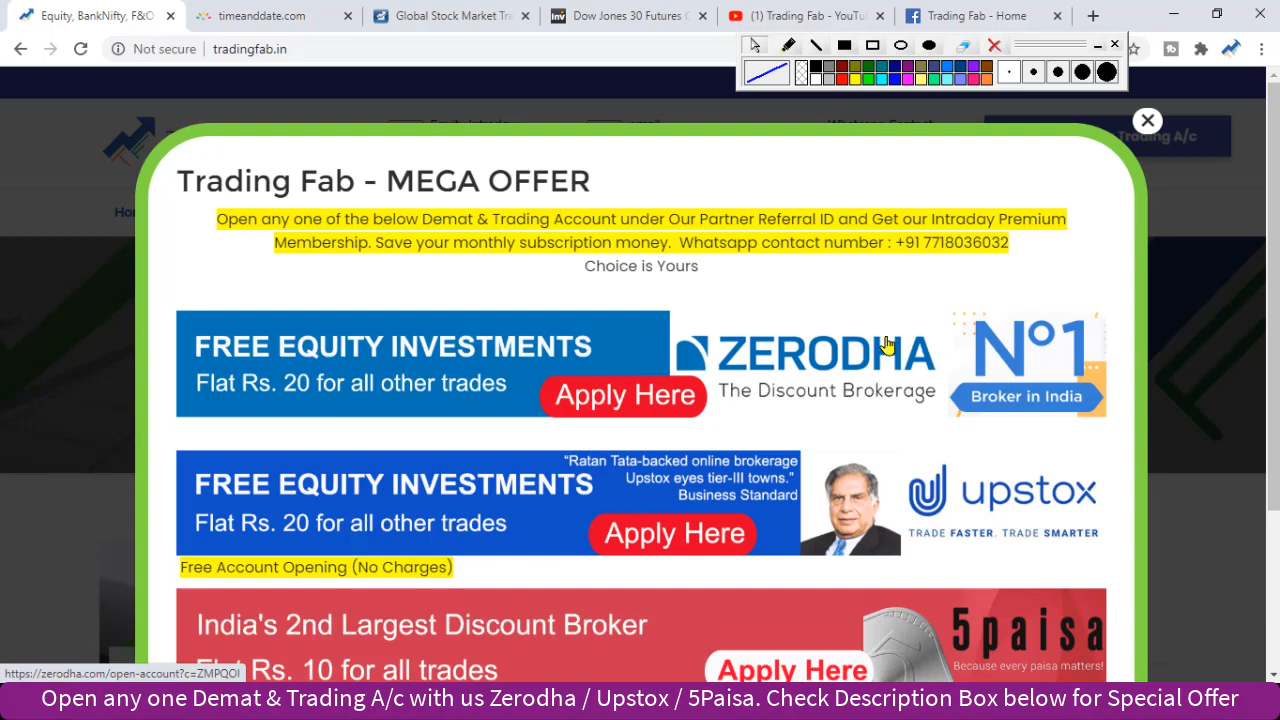 Equity, BankNifty, F&O
timeanddate.com
Global Stock Market Tra
Dow Jones 30 Futures C
(1) Trading Fab - YouTu
Trading Fab - Home
Not secure
tradingfab.in
Trading A/c
Trading Fab - MEGA OFFER
Open any one of the below Demat & Trading Account under Our Partner Referral ID and Get our Intraday Premium
Membership. Save your monthly subscription money. Whatsapp contact number : +91 7718036032
Choice is Yours
FREE EQUITY INVESTMENTS
Flat Rs. 20 for all other trades
Apply Here
ZERODHA
The Discount Brokerage
Nº1
Broker in India
FREE EQUITY INVESTMENTS
Flat Rs. 20 for all other trades
"Ratan Tata-backed online brokerage
Upstox eyes tier-III towns."
Business Standard
Apply Here
upstox
TRADE FASTER. TRADE SMARTER
Free Account Opening (No Charges)
India's 2nd Largest Discount Broker
Flat Rs. 10 for all trades
Apply Here
5paisa
Because every paisa matters!
https://zerodha.com/open-account?c=ZMPQOI
Open any one Demat & Trading A/c with us Zerodha / Upstox / 5Paisa. Check Description Box below for Special Offer